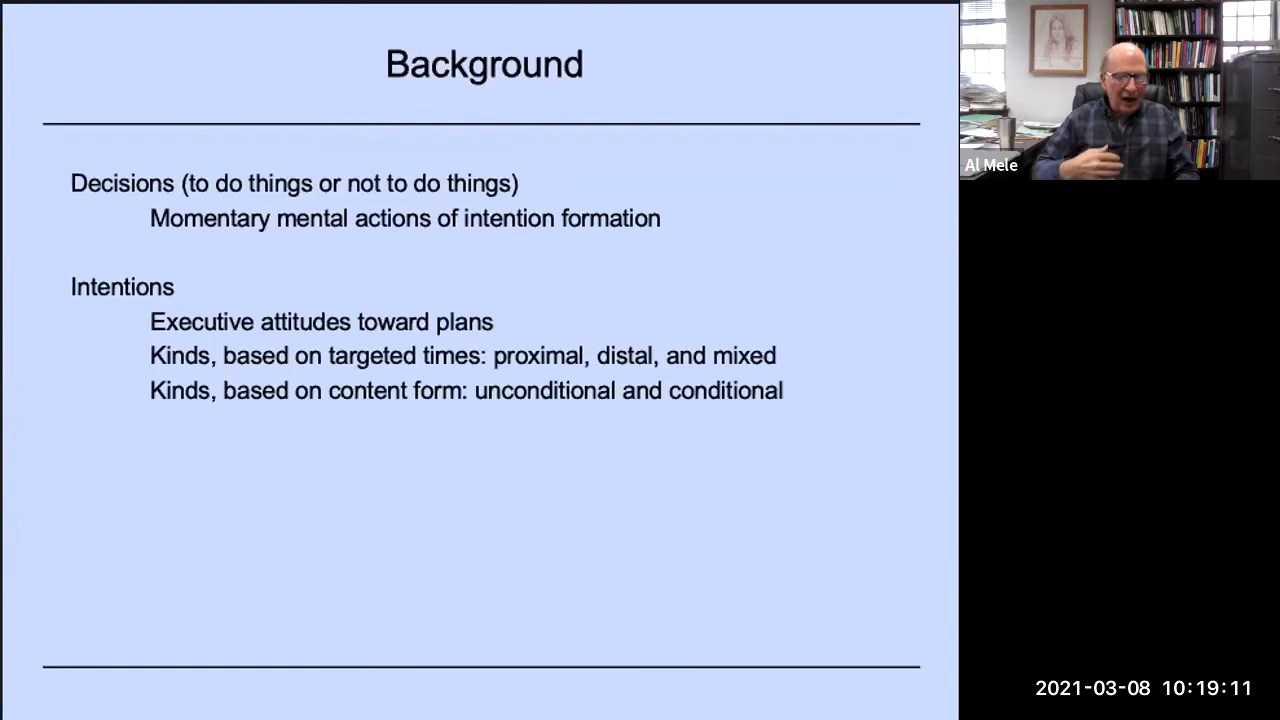 Background
Decisions (to do things or not to do things)
Momentary mental actions of intention formation
Intentions
Executive attitudes toward plans
Kinds, based on targeted times: proximal, distal, and mixed
Kinds, based on content form: unconditional and conditional
Al Mele
2021-03-08 10:19:11